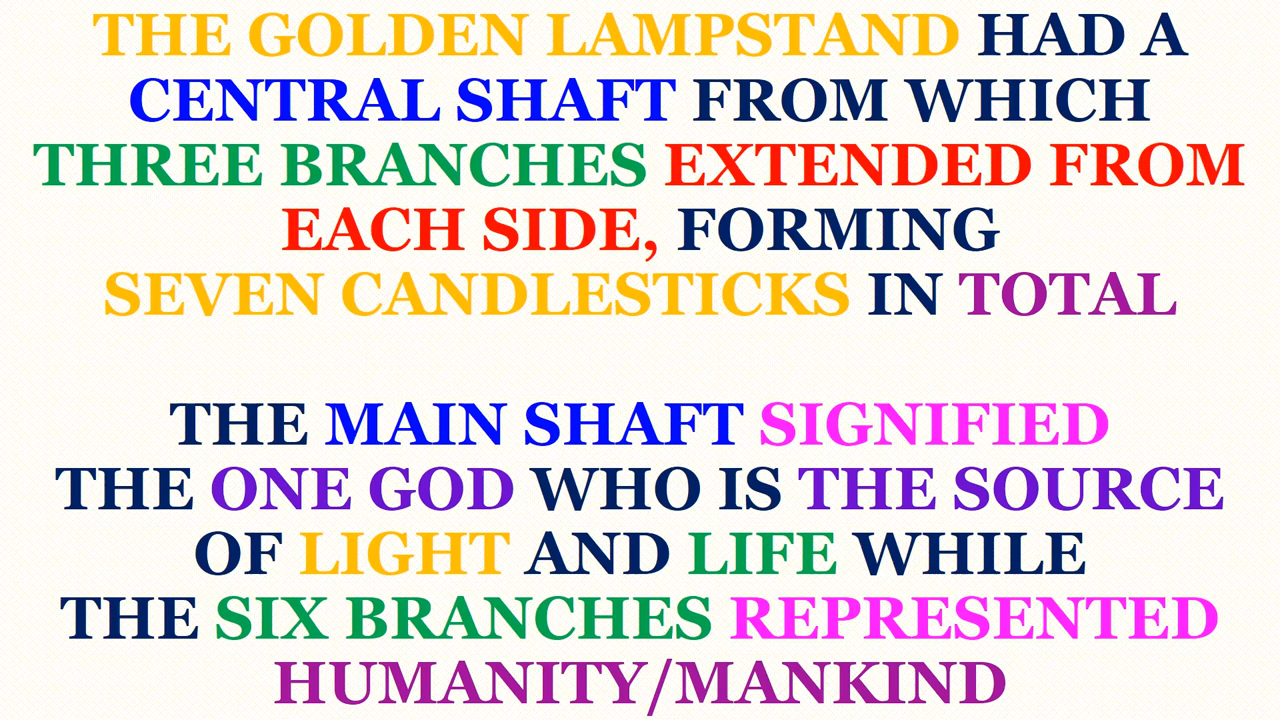 THE GOLDEN LAMPSTAND HAD A
CENTRAL SHAFT FROM WHICH
THREE BRANCHES EXTENDED FROM
EACH SIDE, FORMING
SEVEN CANDLESTICKS IN TOTAL
THE MAIN SHAFT SIGNIFIED
THE ONE GOD WHO IS THE SOURCE
OF LIGHT AND LIFE WHILE
THE SIX BRANCHES REPRESENTED
HUMANITY/MANKIND